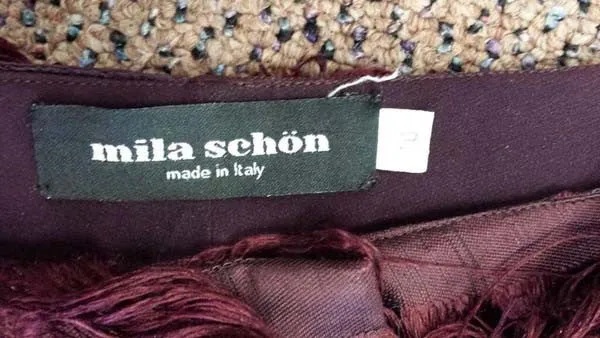 mila schön
made in Italy